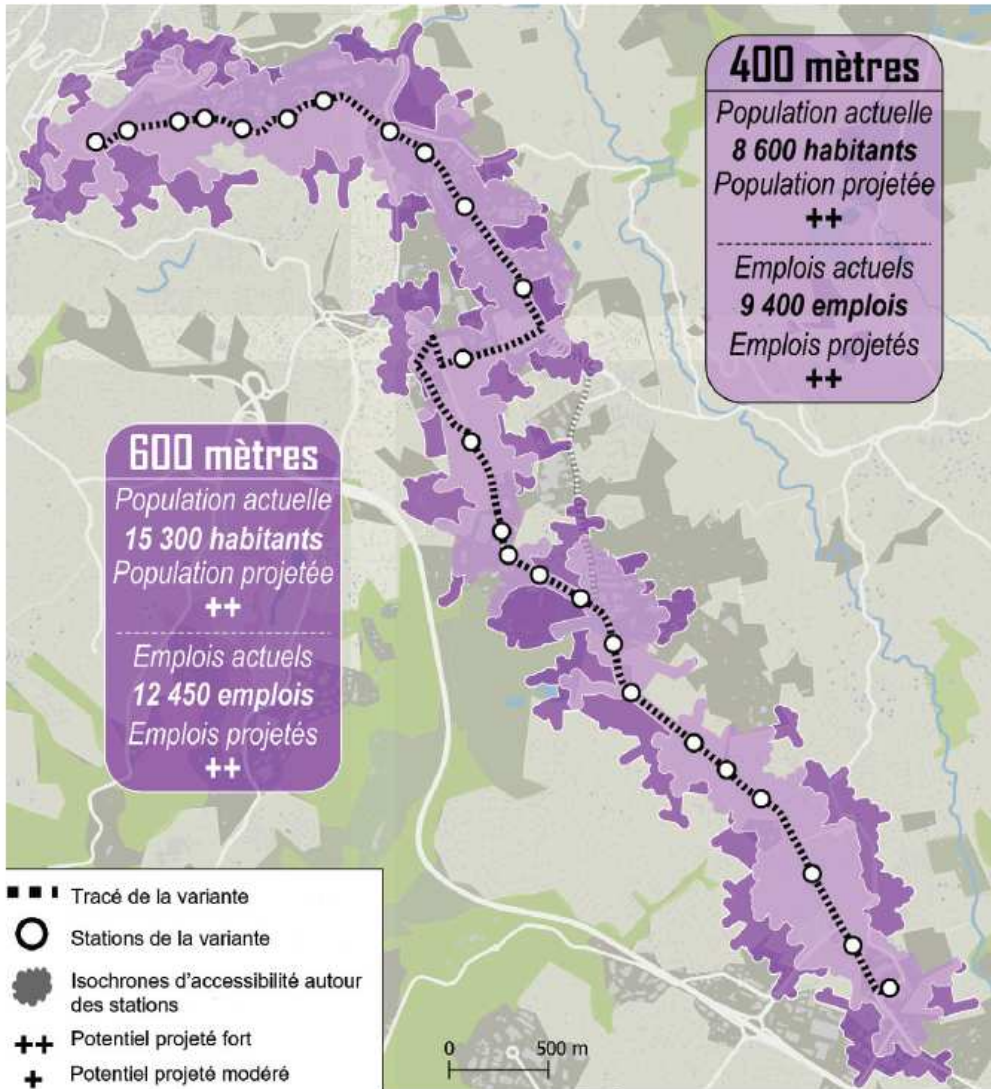 400 mètres
Population actuelle
8 600 habitants
Population projetée
++
Emplois actuels
9 400 emplois
Emplois projetés
++
600 mètres
Population actuelle
15 300 habitants
Population projetée
++
Emplois actuels
12 450 emplois
Emplois projetés
++
Tracé de la variante
Stations de la variante
Isochrones d'accessibilité autour
des stations
++ Potentiel projeté fort
+ Potentiel projeté modéré
0 500 m